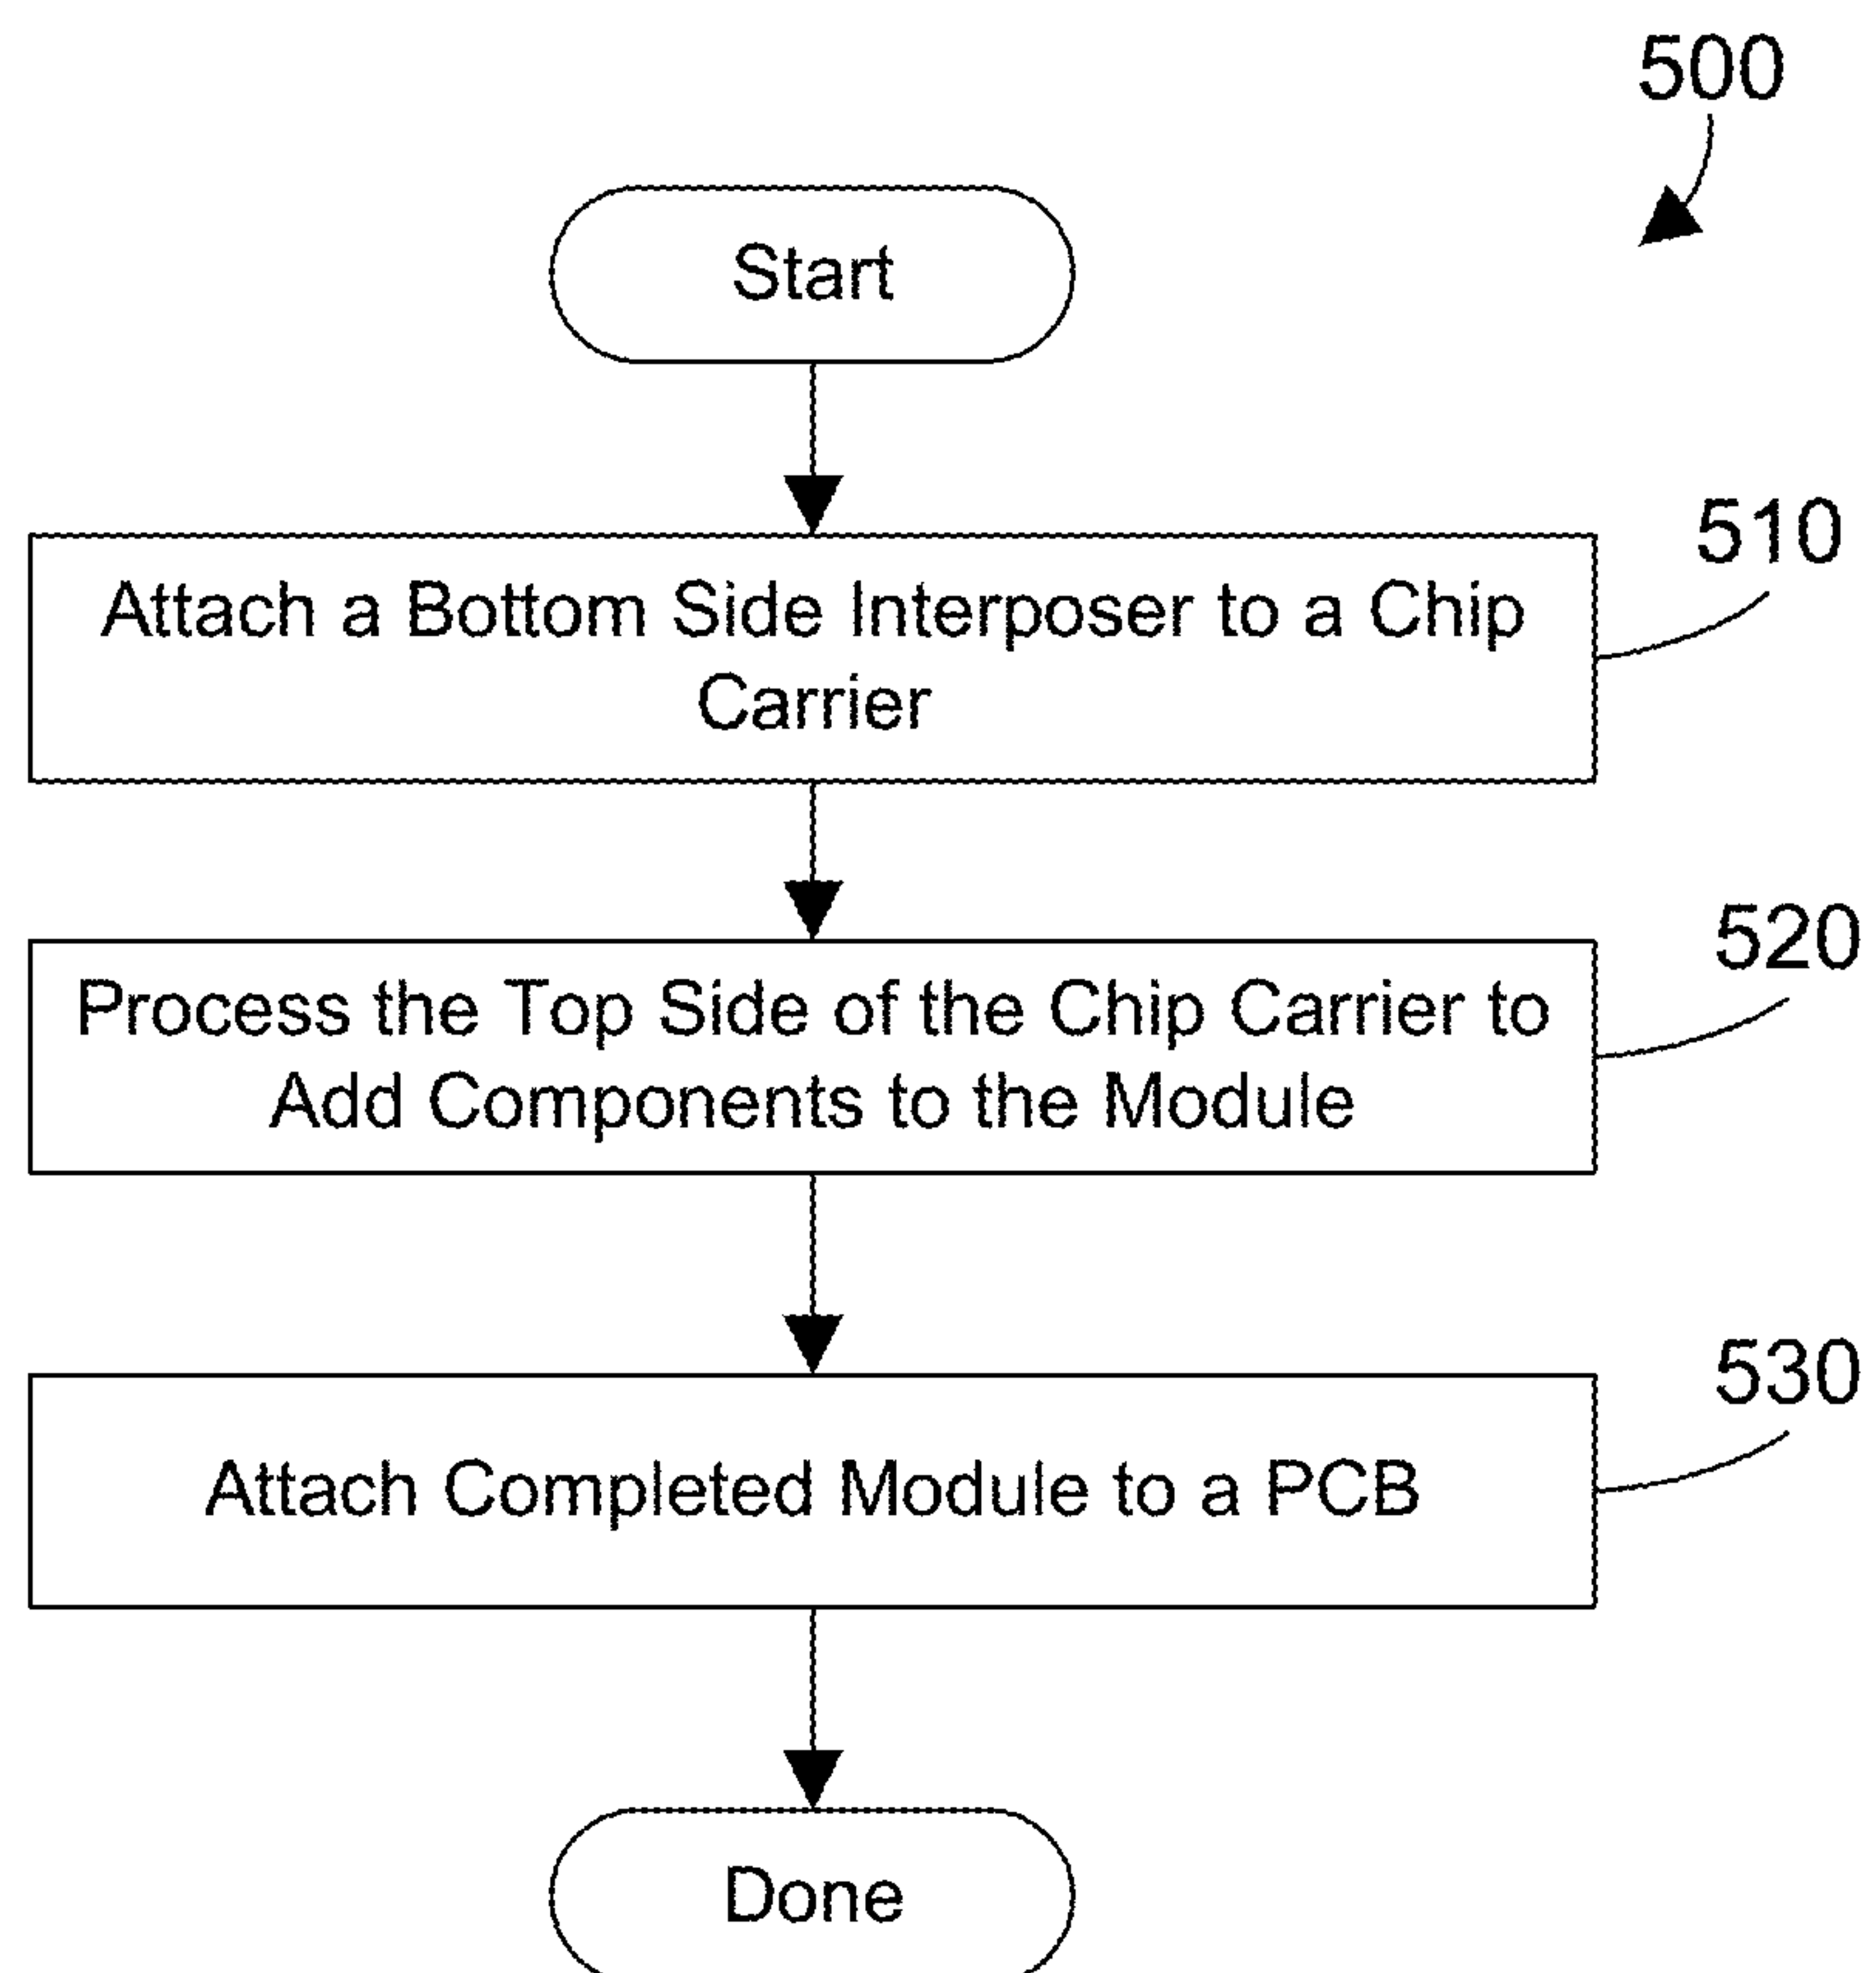 500
Start
510
Attach a Bottom Side Interposer to a Chip
Carrier
520
Process the Top Side of the Chip Carrier to
Add Components to the Module
530
Attach Completed Module to a PCB
Done